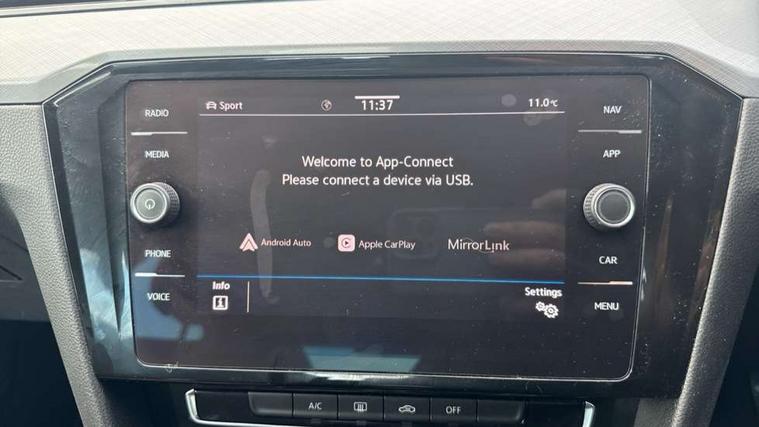 RADIO
MEDIA
PHONE
VOICE
Sport
11:37
11.0°C
Welcome to App-Connect
Please connect a device via USB.
Android Auto
Apple CarPlay
MirrorLink
Info
Settings
NAV
APP
CAR
MENU
A/C
OFF